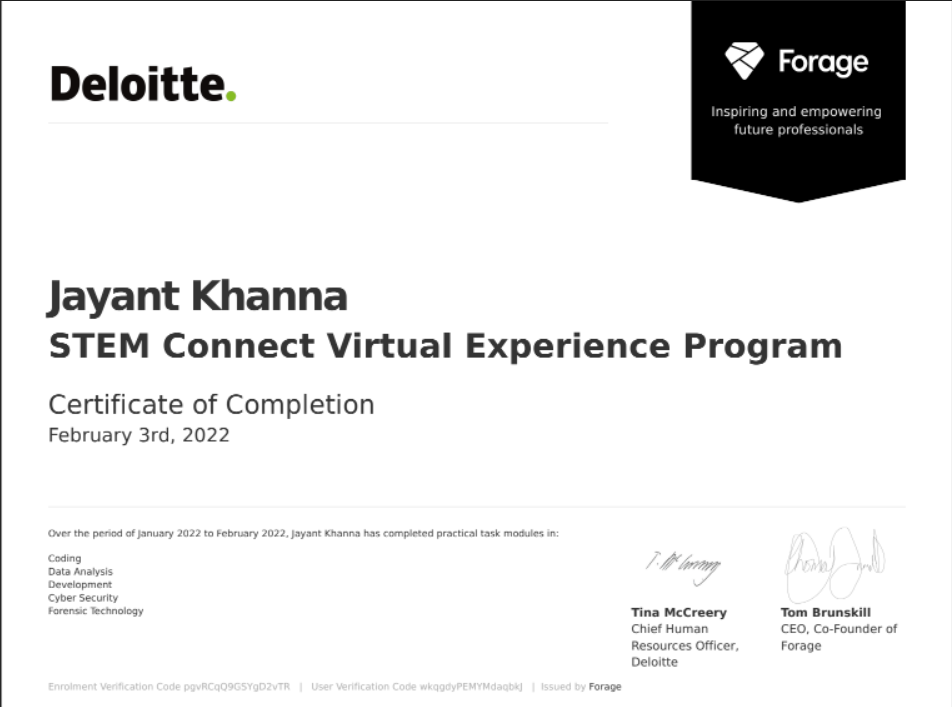 Deloitte.
Forage
Inspiring and empowering
future professionals
Jayant Khanna
STEM Connect Virtual Experience Program
Certificate of Completion
February 3rd, 2022
Over the period of January 2022 to February 2022, Jayant Khanna has completed practical task modules in:
Coding
Data Analysis
Development
Cyber Security
Forensic Technology
Tina McCreery
Chief Human
Resources Officer,
Deloitte
Tom Brunskill
CEO, Co-Founder of
Forage
Enrolment Verification Code pgvRCqQ9GSYgD2vTR | User Verification Code wkqgdyPEMYMdaqbkJ | Issued by Forage